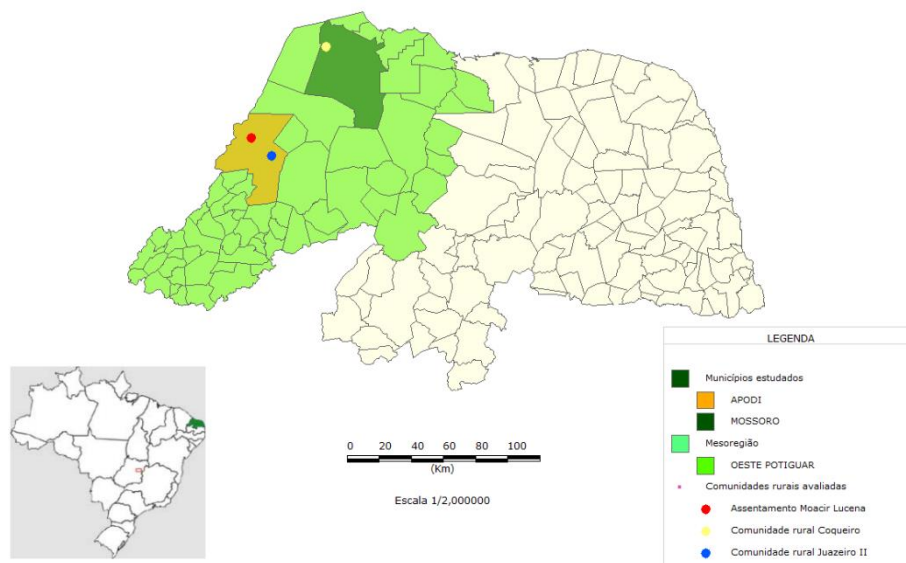 0 20 40 60 80 100
(Km)
Escala 1/2,000000
LEGENDA
Municípios estudados
APODI
MOSSORO
Mesoregião
OESTE POTIGUAR
Comunidades rurais avaliadas
Assentamento Moacir Lucena
Comunidade rural Coqueiro
Comunidade rural Juazeiro II